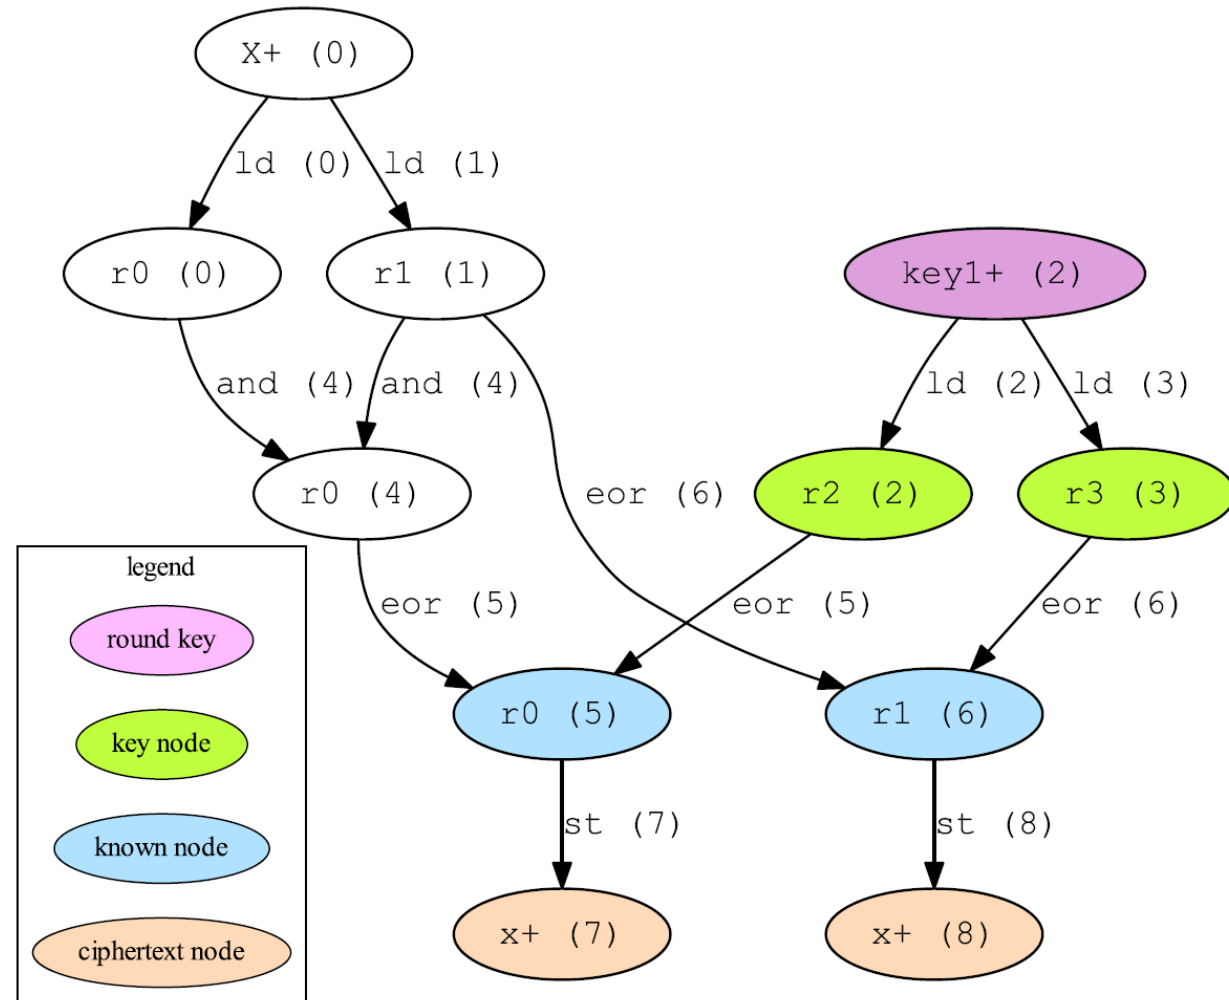 X+ (0)
ld (0) ld (1)
r0 (0) r1 (1) key1+ (2)
and (4) and (4) ld (2) ld (3)
r0 (4) eor (6) r2 (2) r3 (3)
legend
round key
eor (5) eor (5) eor (6)
key node
r0 (5) r1 (6)
known node
st (7) st (8)
ciphertext node
x+ (7) x+ (8)